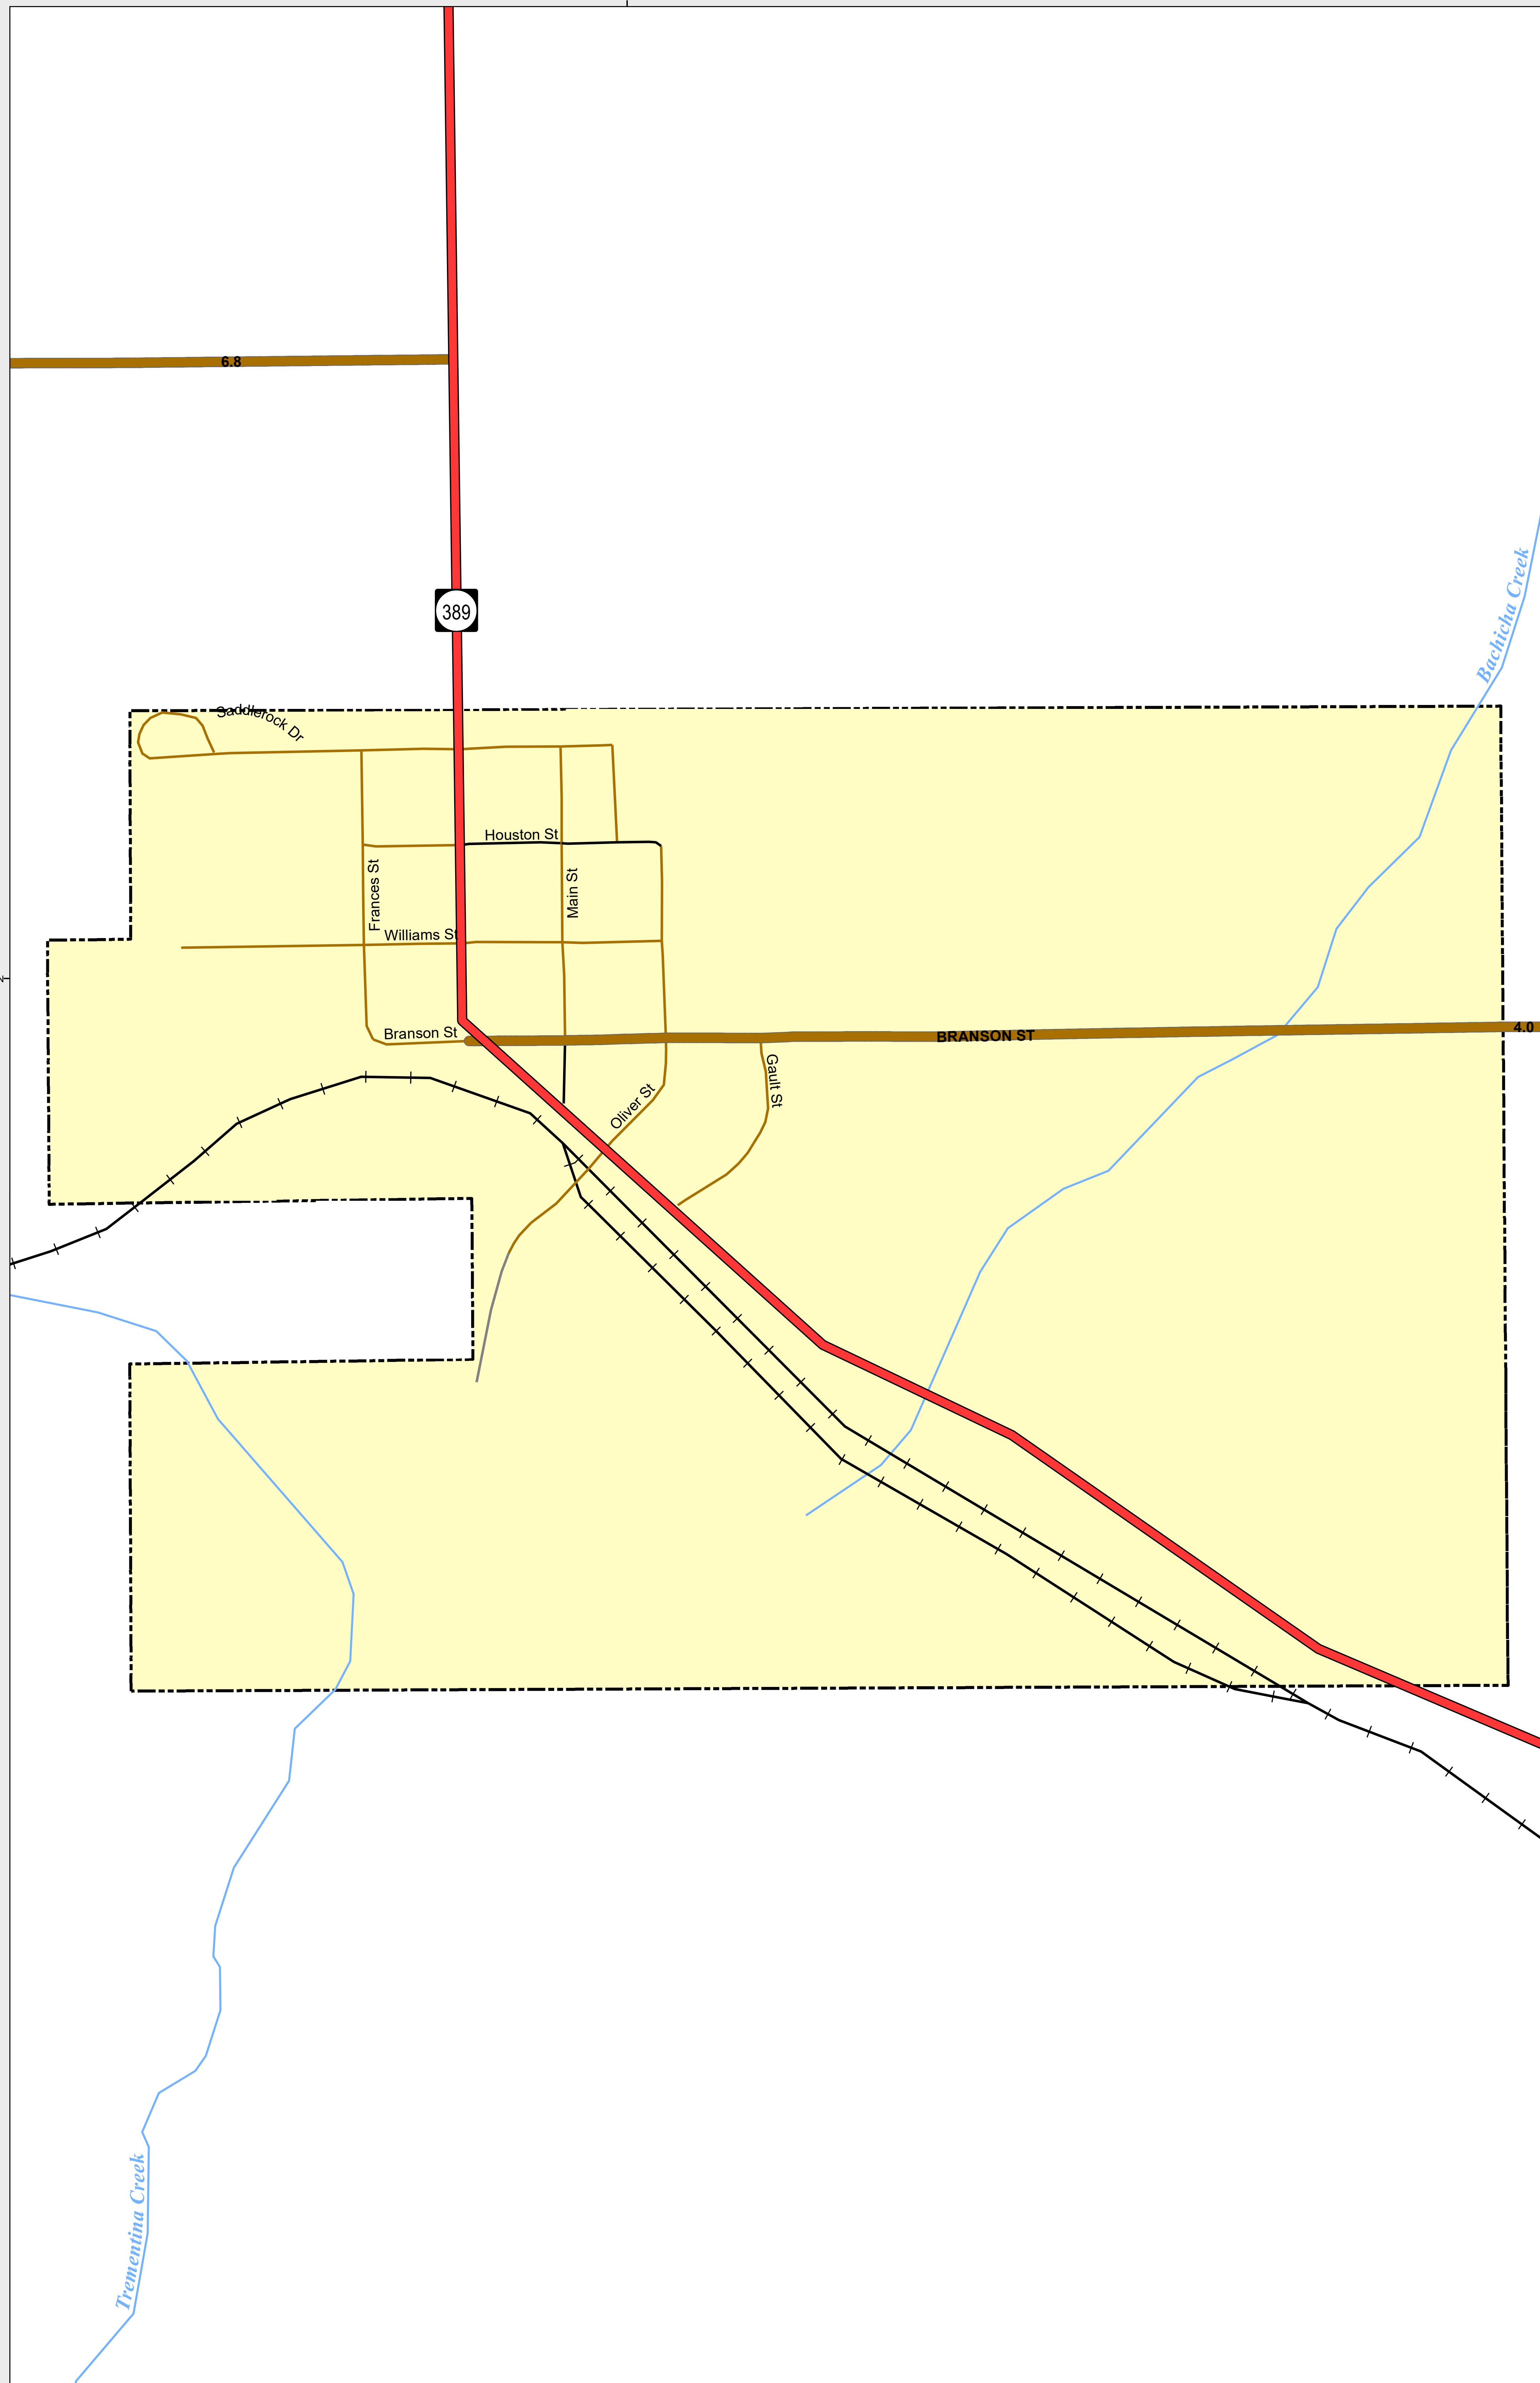 6.8
389
Bachicha Creek
Saddlerock Dr
Houston St
Frances St
Main St
Williams St
Branson St
BRANSON ST
4.0
Gault St
Oliver St
Trementina Creek